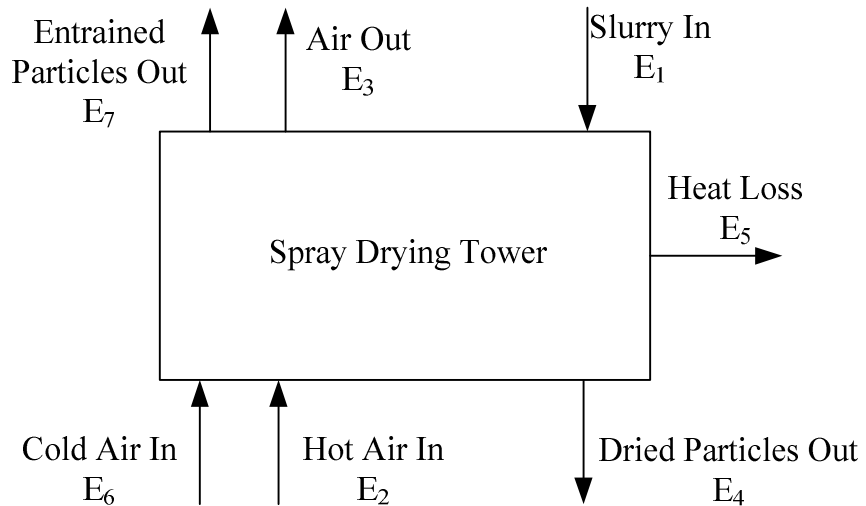 Entrained
Particles Out
E₇
Air Out
E₃
Slurry In
E₁
Heat Loss
E₅
Spray Drying Tower
Cold Air In
E₆
Hot Air In
E₂
Dried Particles Out
E₄